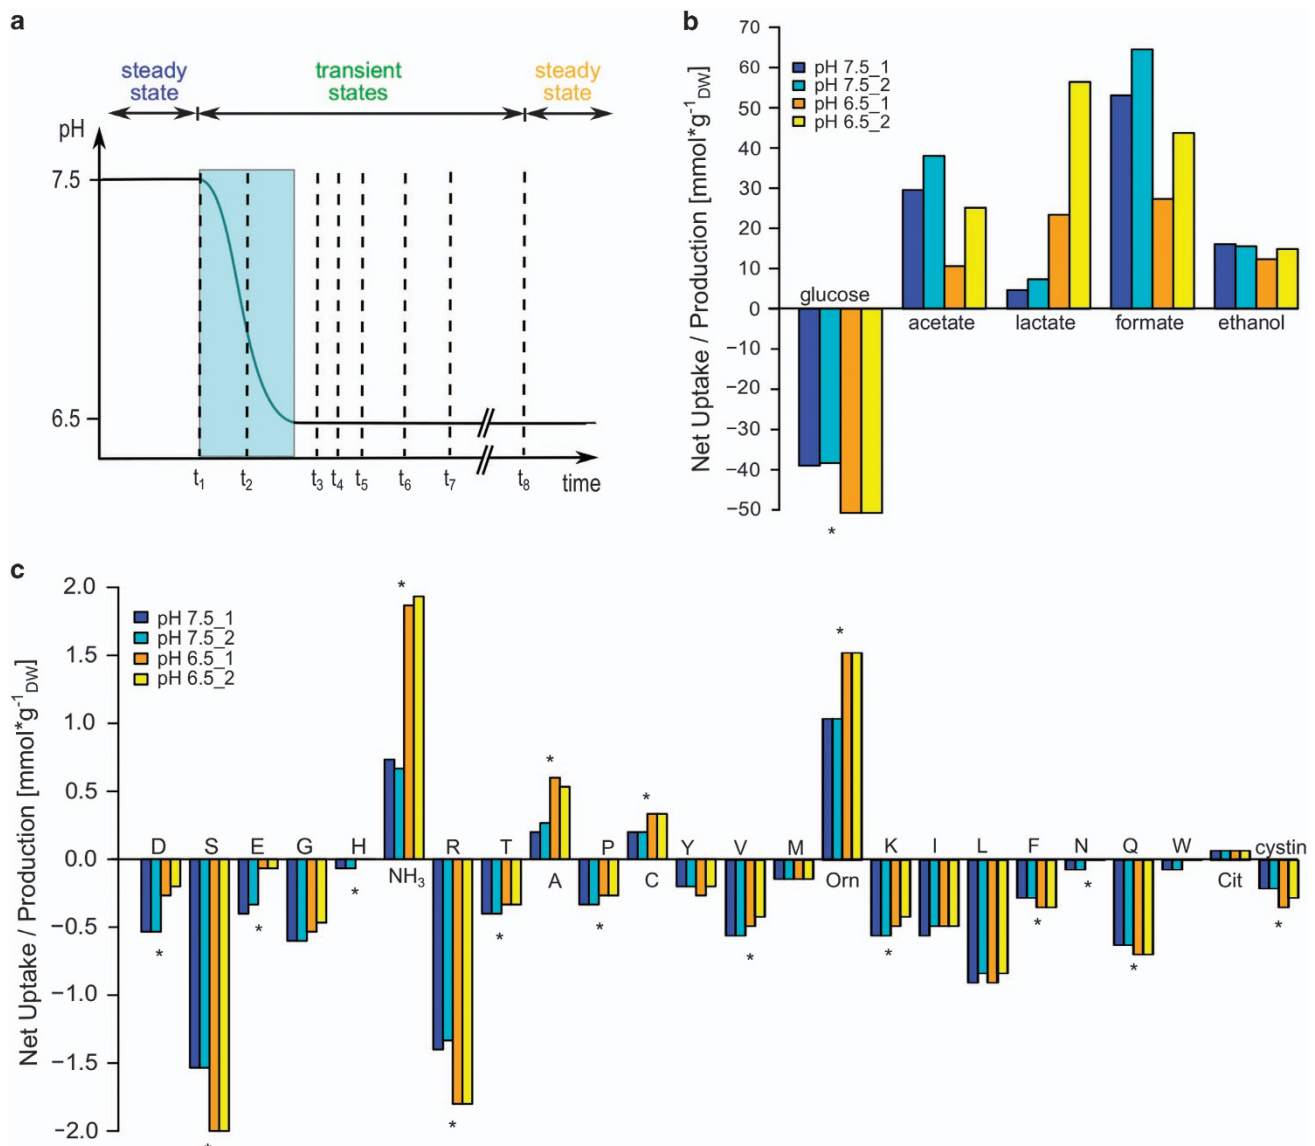 a
steady state
transient states
steady state
pH
7.5
6.5
t1 t2 t3 t4 t5 t6 t7 t8 time
b
Net Uptake / Production [mmol*g-1DW]
70
60
50
40
30
20
10
0
−10
−20
−30
−40
−50
pH 7.5_1
pH 7.5_2
pH 6.5_1
pH 6.5_2
glucose
acetate lactate formate ethanol
*
c
Net Uptake / Production [mmol*g-1DW]
2.0
1.5
1.0
0.5
0.0
−0.5
−1.0
−1.5
−2.0
pH 7.5_1
pH 7.5_2
pH 6.5_1
pH 6.5_2
* * * *
D S E G H R T P Y V M K I L F N Q W cystin
NH3 A C Orn Cit
* * * * * * * * * * * * *